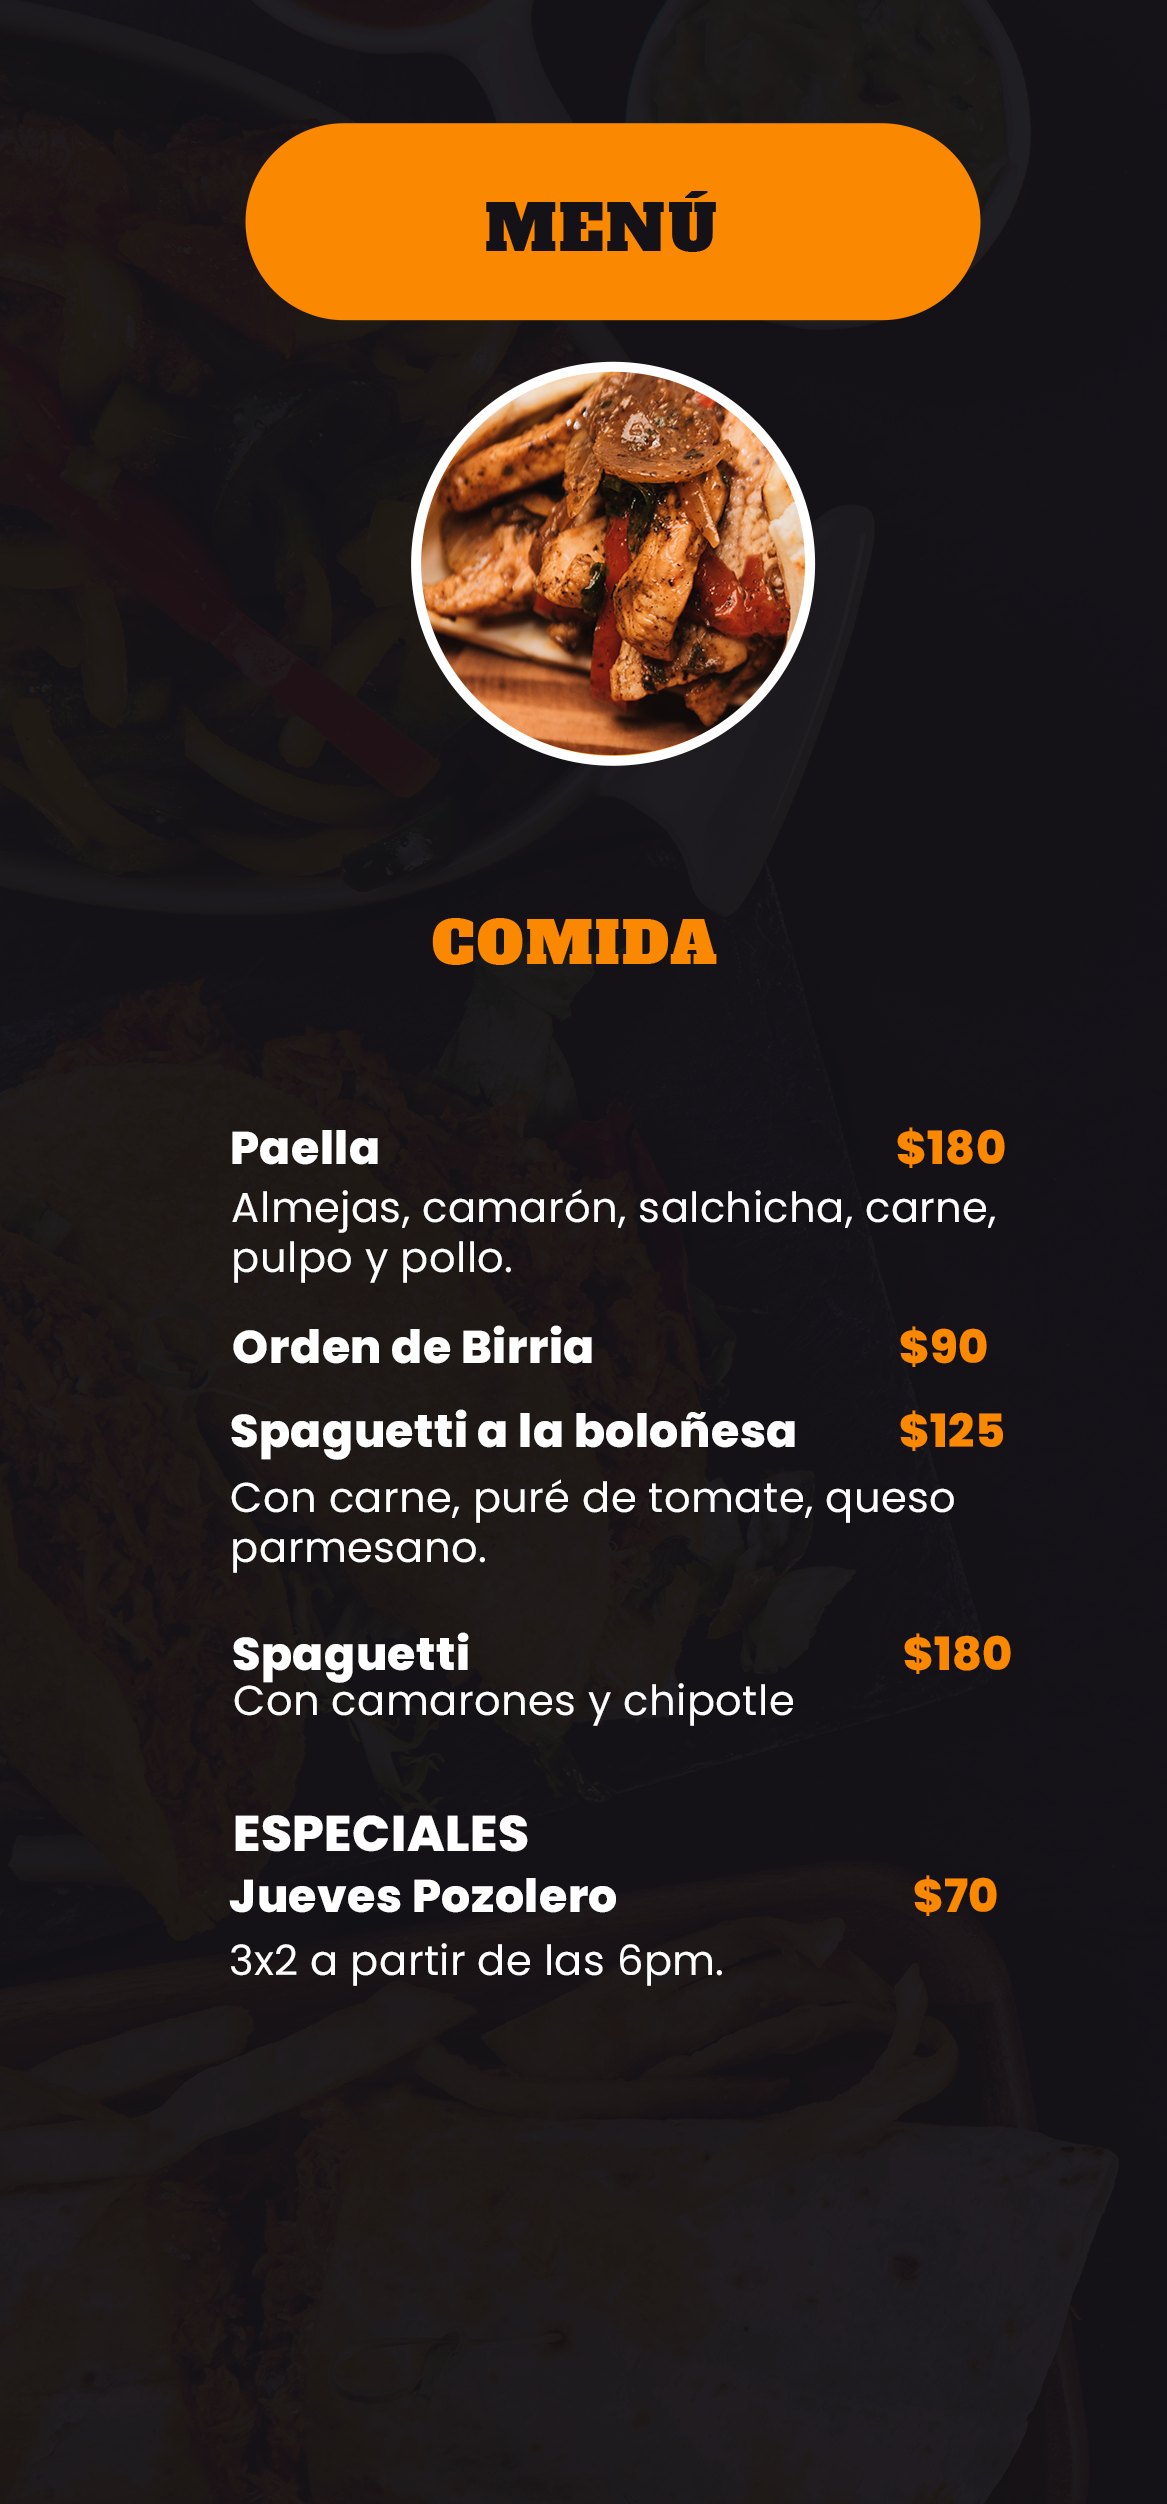 MENÚ
COMIDA
Paella $180
Almejas, camarón, salchicha, carne,
pulpo y pollo.
Orden de Birria $90
Spaguetti a la boloñesa $125
Con carne, puré de tomate, queso
parmesano.
Spaguetti $180
Con camarones y chipotle
ESPECIALES
Jueves Pozolero $70
3x2 a partir de las 6pm.